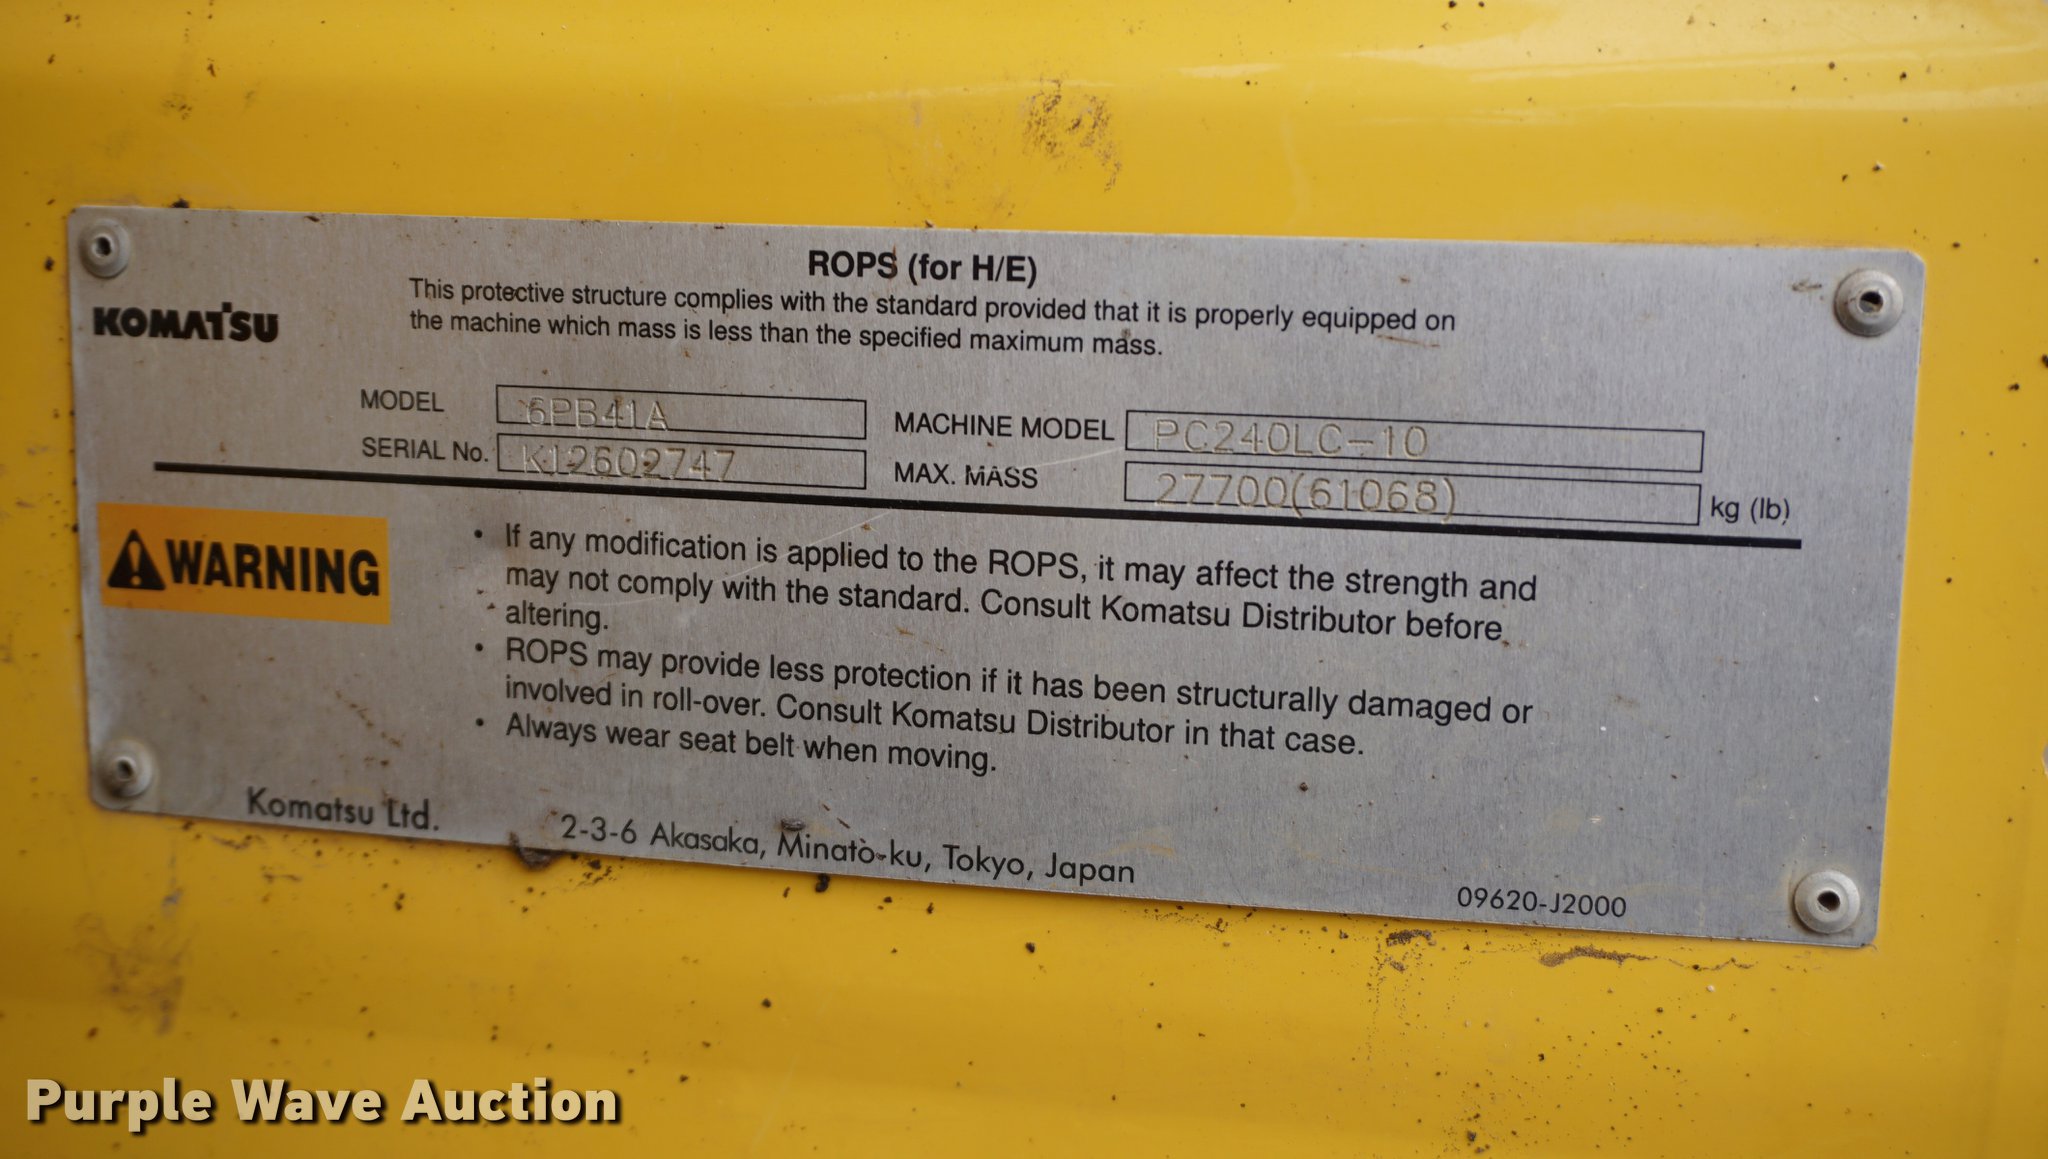 ROPS (for H/E)
KOMATSU
This protective structure complies with the standard provided that it is properly equipped on
the machine which mass is less than the specified maximum mass.
MODEL 6PB41A MACHINE MODEL PC240LC-10
SERIAL No. K12602747 MAX. MASS 27700(61068) kg (lb)
WARNING
• If any modification is applied to the ROPS, it may affect the strength and
may not comply with the standard. Consult Komatsu Distributor before
altering.
• ROPS may provide less protection if it has been structurally damaged or
involved in roll-over. Consult Komatsu Distributor in that case.
• Always wear seat belt when moving.
Komatsu Ltd. 2-3-6 Akasaka, Minato-ku, Tokyo, Japan
09620-J2000
Purple Wave Auction